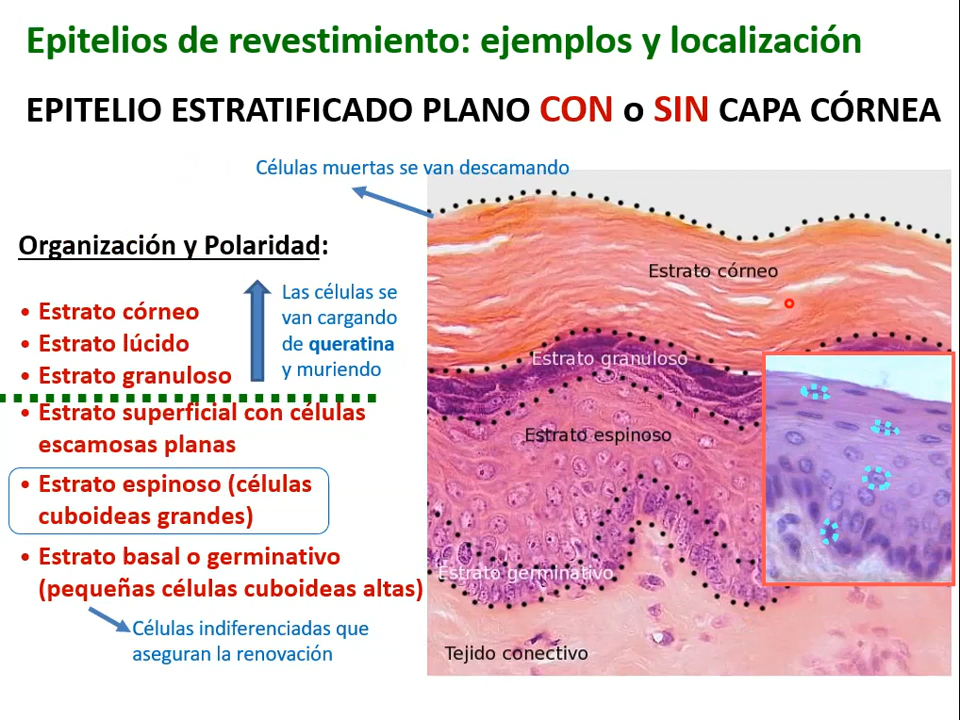 Epitelios de revestimiento: ejemplos y localización
EPITELIO ESTRATIFICADO PLANO CON o SIN CAPA CÓRNEA
Células muertas se van descamando
Organización y Polaridad:
• Estrato córneo
• Estrato lúcido
• Estrato granuloso
Las células se
van cargando
de queratina
y muriendo
• Estrato superficial con células
escamosas planas
• Estrato espinoso (células
cuboideas grandes)
• Estrato basal o germinativo
(pequeñas células cuboideas altas)
Células indiferenciadas que
aseguran la renovación
Estrato córneo
Estrato granuloso
Estrato espinoso
Estrato germinativo
Tejido conectivo